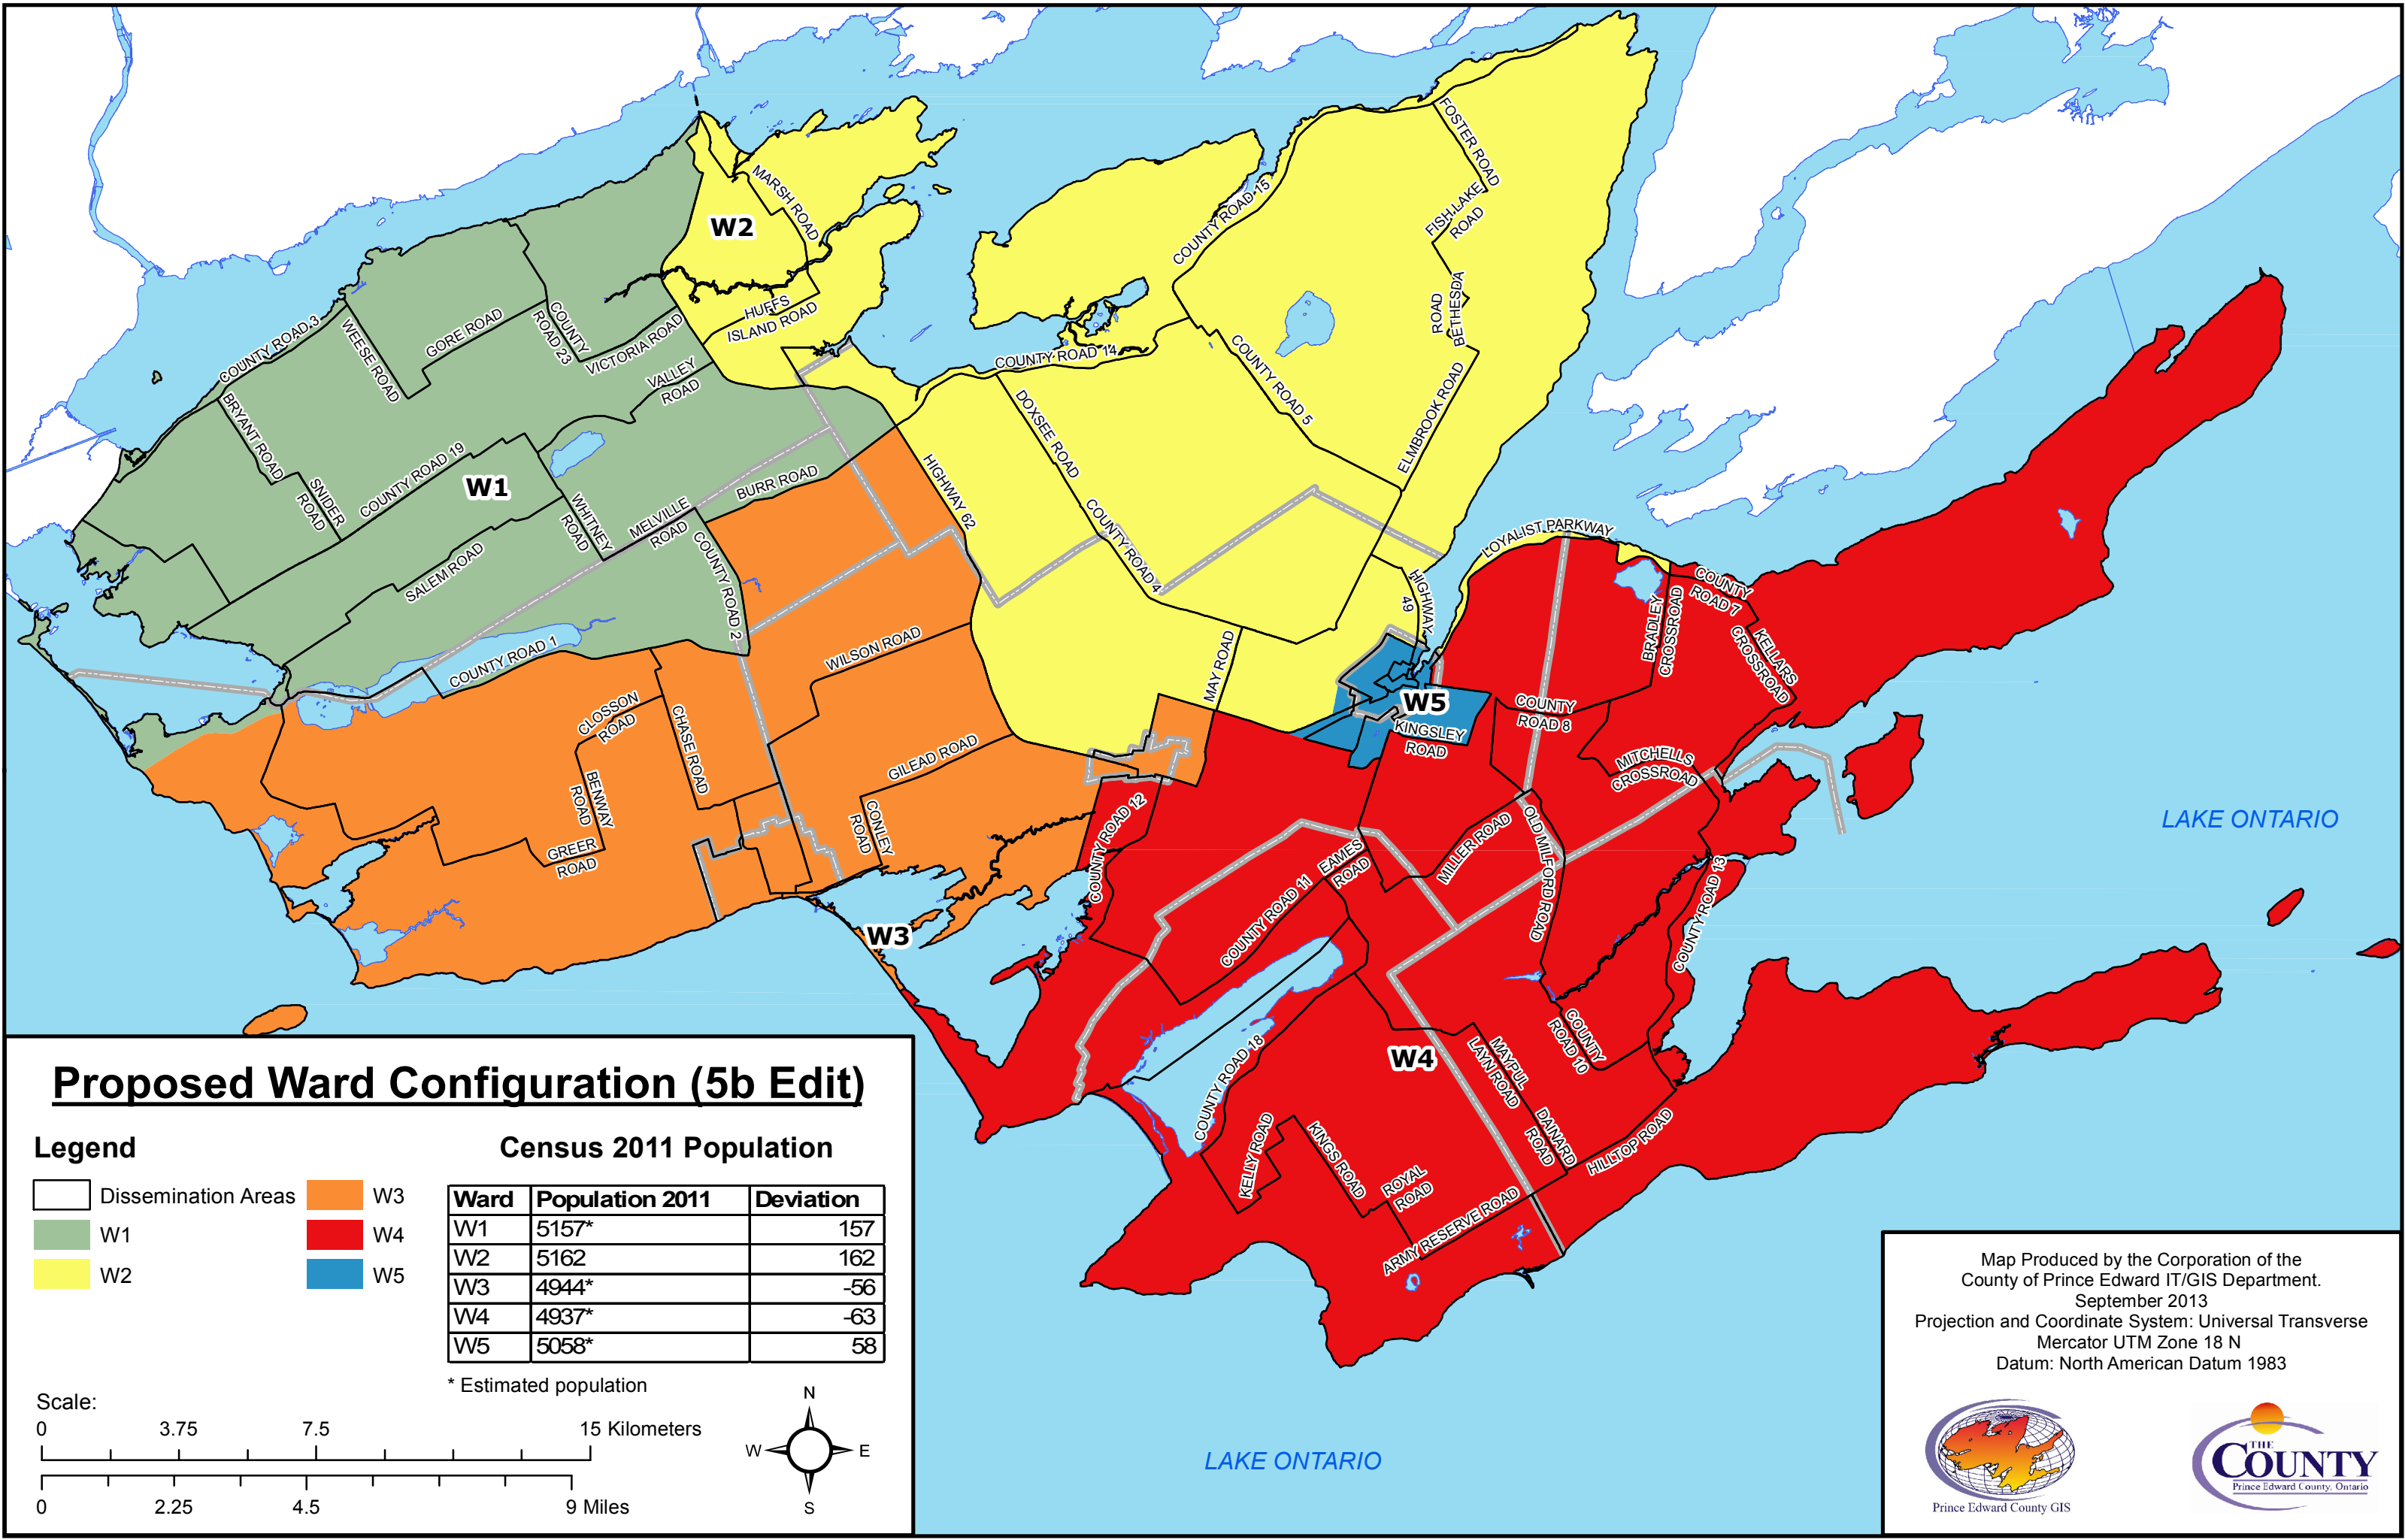 MARSH ROAD
W2
HUFFS
ISLAND ROAD
COUNTY ROAD 3
WEESE ROAD
GORE ROAD
COUNTY
ROAD 23
VICTORIA ROAD
VALLEY
ROAD
BRYANT ROAD
SNIDER
ROAD
COUNTY ROAD 19
W1
WHITNEY
ROAD
MELVILLE
ROAD
BURR ROAD
SALEM ROAD
COUNTY ROAD 2
COUNTY ROAD 1
FOSTER ROAD
FISH LAKE
ROAD
COUNTY ROAD 15
BETHESDA
ROAD
COUNTY ROAD 14
COUNTY ROAD 5
ELMBROOK ROAD
DOXSEE ROAD
HIGHWAY 62
COUNTY ROAD 4
LOYALIST PARKWAY
HIGHWAY
49
MAY ROAD
COUNTY
ROAD 7
BRADLEY
CROSSROAD
KELLARS
CROSSROAD
W5
KINGSLEY
ROAD
COUNTY
ROAD 8
MITCHELLS
CROSSROAD
WILSON ROAD
CLOSSON
ROAD
CHASE ROAD
BENWAY
ROAD
GREER
ROAD
GILEAD ROAD
CONLEY
ROAD
W3
COUNTY ROAD 12
EAMES
ROAD
COUNTY ROAD 11
MILLER ROAD
OLD MILFORD ROAD
COUNTY ROAD 13
COUNTY
ROAD 10
COUNTY ROAD 18
W4
MAYPUL
LAYN ROAD
DAINARD
ROAD
HILLTOP ROAD
KELLY ROAD
KINGS ROAD
ROYAL
ROAD
ARMY RESERVE ROAD
LAKE ONTARIO
LAKE ONTARIO
Proposed Ward Configuration (5b Edit)
Legend
Dissemination Areas
W1
W2
W3
W4
W5
Census 2011 Population
Ward Population 2011 Deviation
W1 5157* 157
W2 5162 162
W3 4944* -56
W4 4937* -63
W5 5058* 58
* Estimated population
Scale:
0 3.75 7.5 15 Kilometers
0 2.25 4.5 9 Miles
N
W E
S
Map Produced by the Corporation of the
County of Prince Edward IT/GIS Department.
September 2013
Projection and Coordinate System: Universal Transverse
Mercator UTM Zone 18 N
Datum: North American Datum 1983
Prince Edward County GIS
THE
COUNTY
Prince Edward County, Ontario